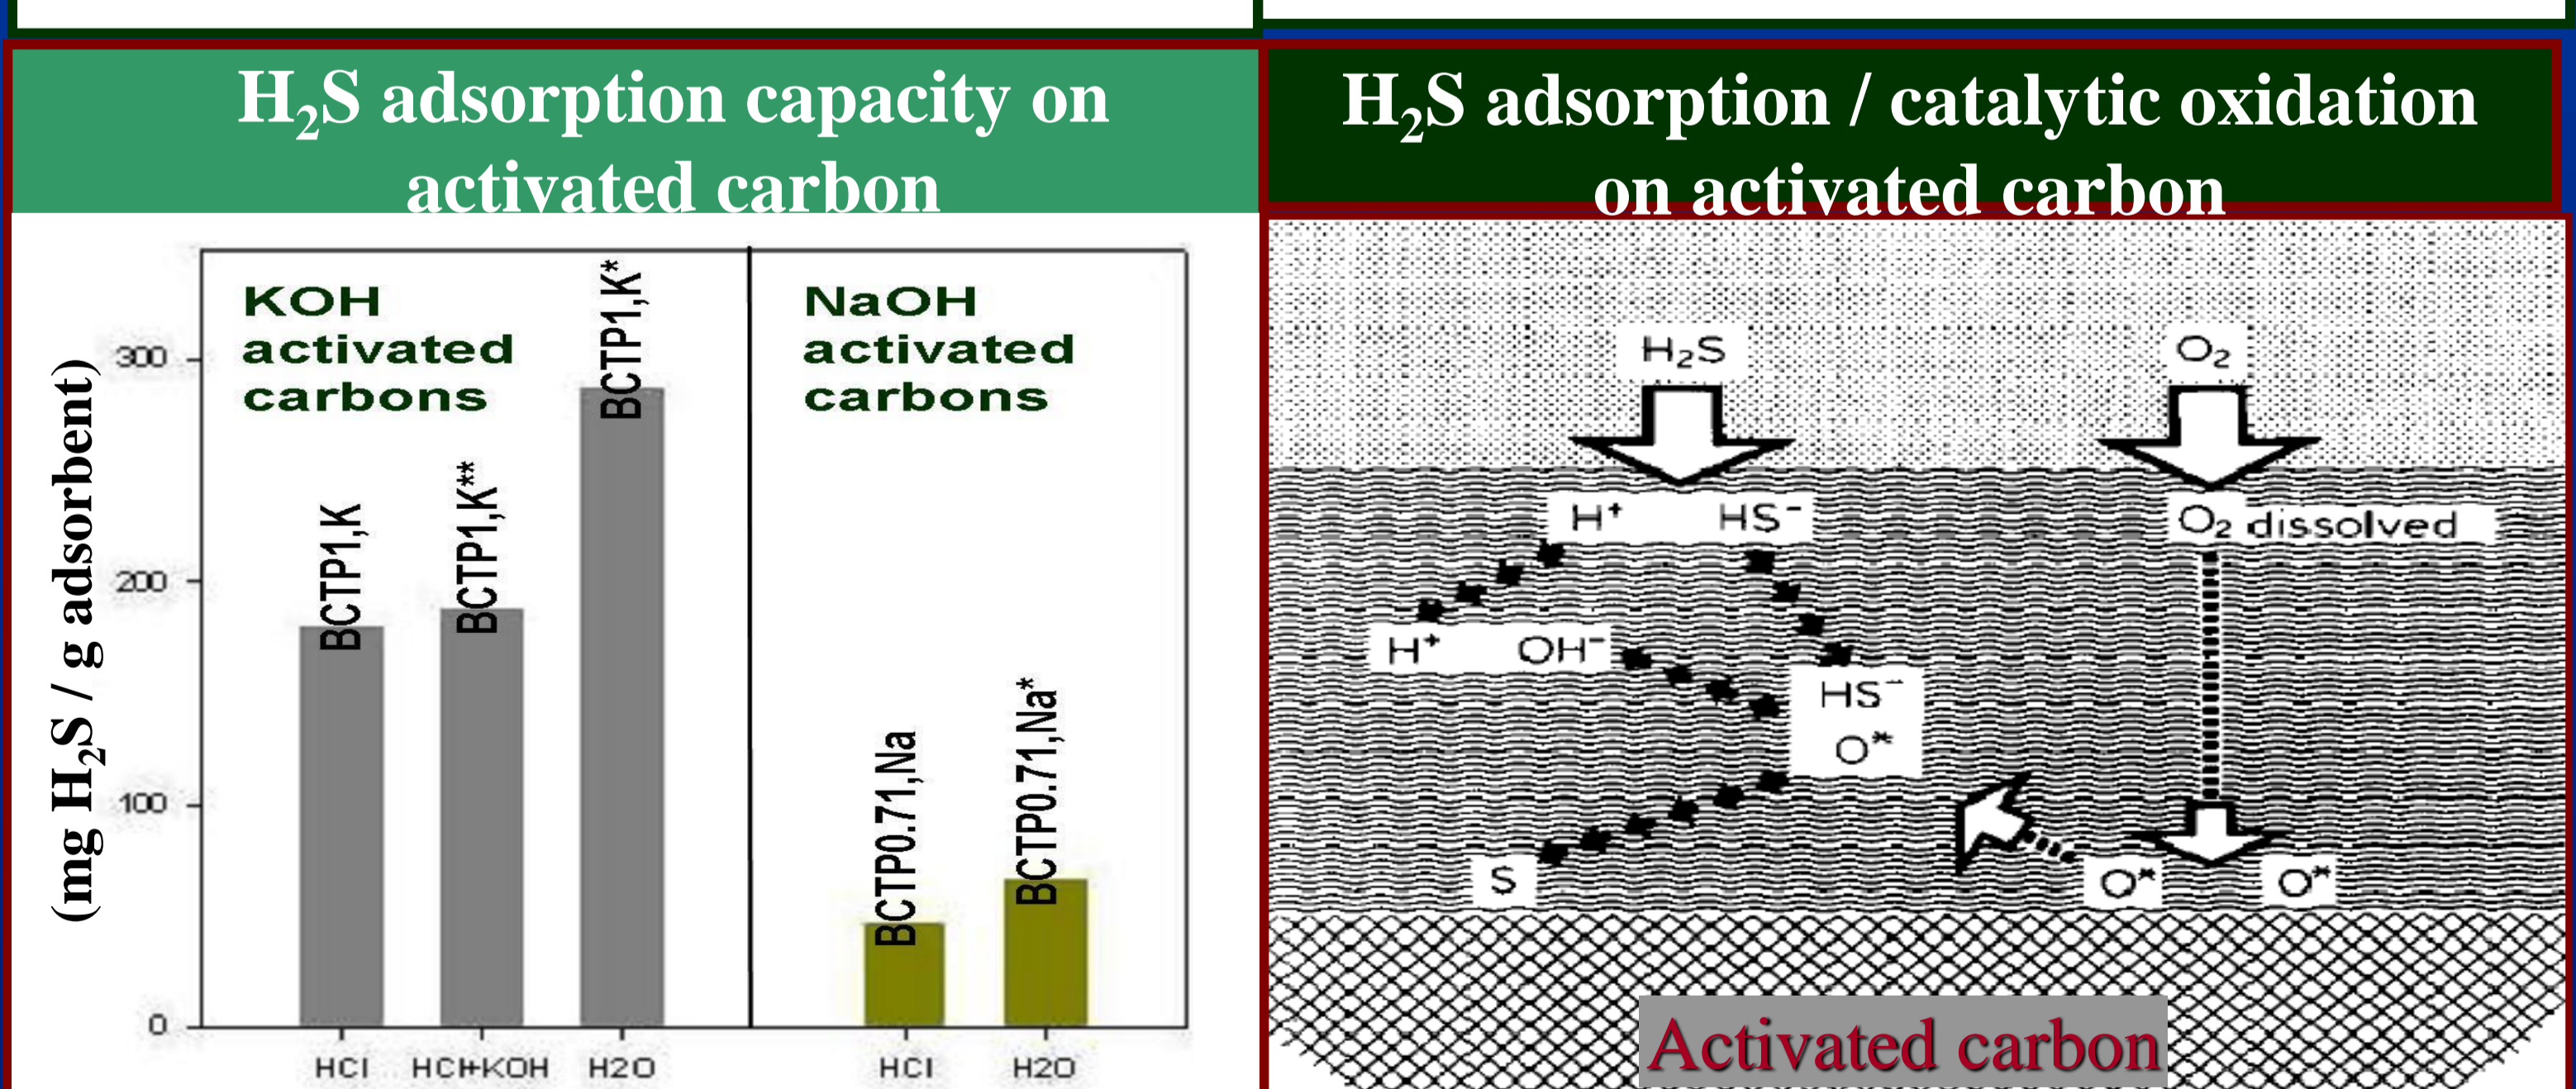 H₂S adsorption capacity on
activated carbon
(mg H₂S / g adsorbent)
300
200
100
0
KOH
activated
carbons
NaOH
activated
carbons
BCTP1,K
BCTP1,K**
BCTP1,K*
BCTP0.71,Na
BCTP0.71,Na*
HCl
HCl+KOH
H2O
HCl
H2O
H₂S adsorption / catalytic oxidation
on activated carbon
H₂S
O₂
H⁺ HS⁻
O₂ dissolved
H⁺ OH⁻
HS⁻
O*
S
O*
O*
Activated carbon